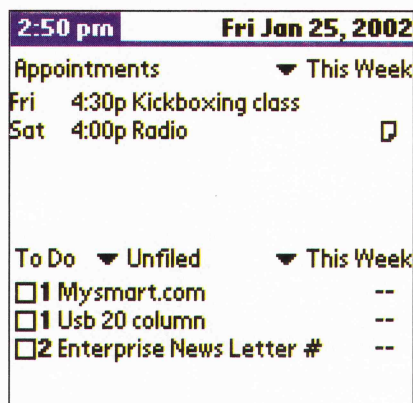 2:50 pm Fri Jan 25, 2002
Appointments This Week
Fri 4:30p Kickboxing class
Sat 4:00p Radio
To Do Unfiled This Week
1 Mysmart.com --
1 Usb 20 column --
2 Enterprise News Letter # --